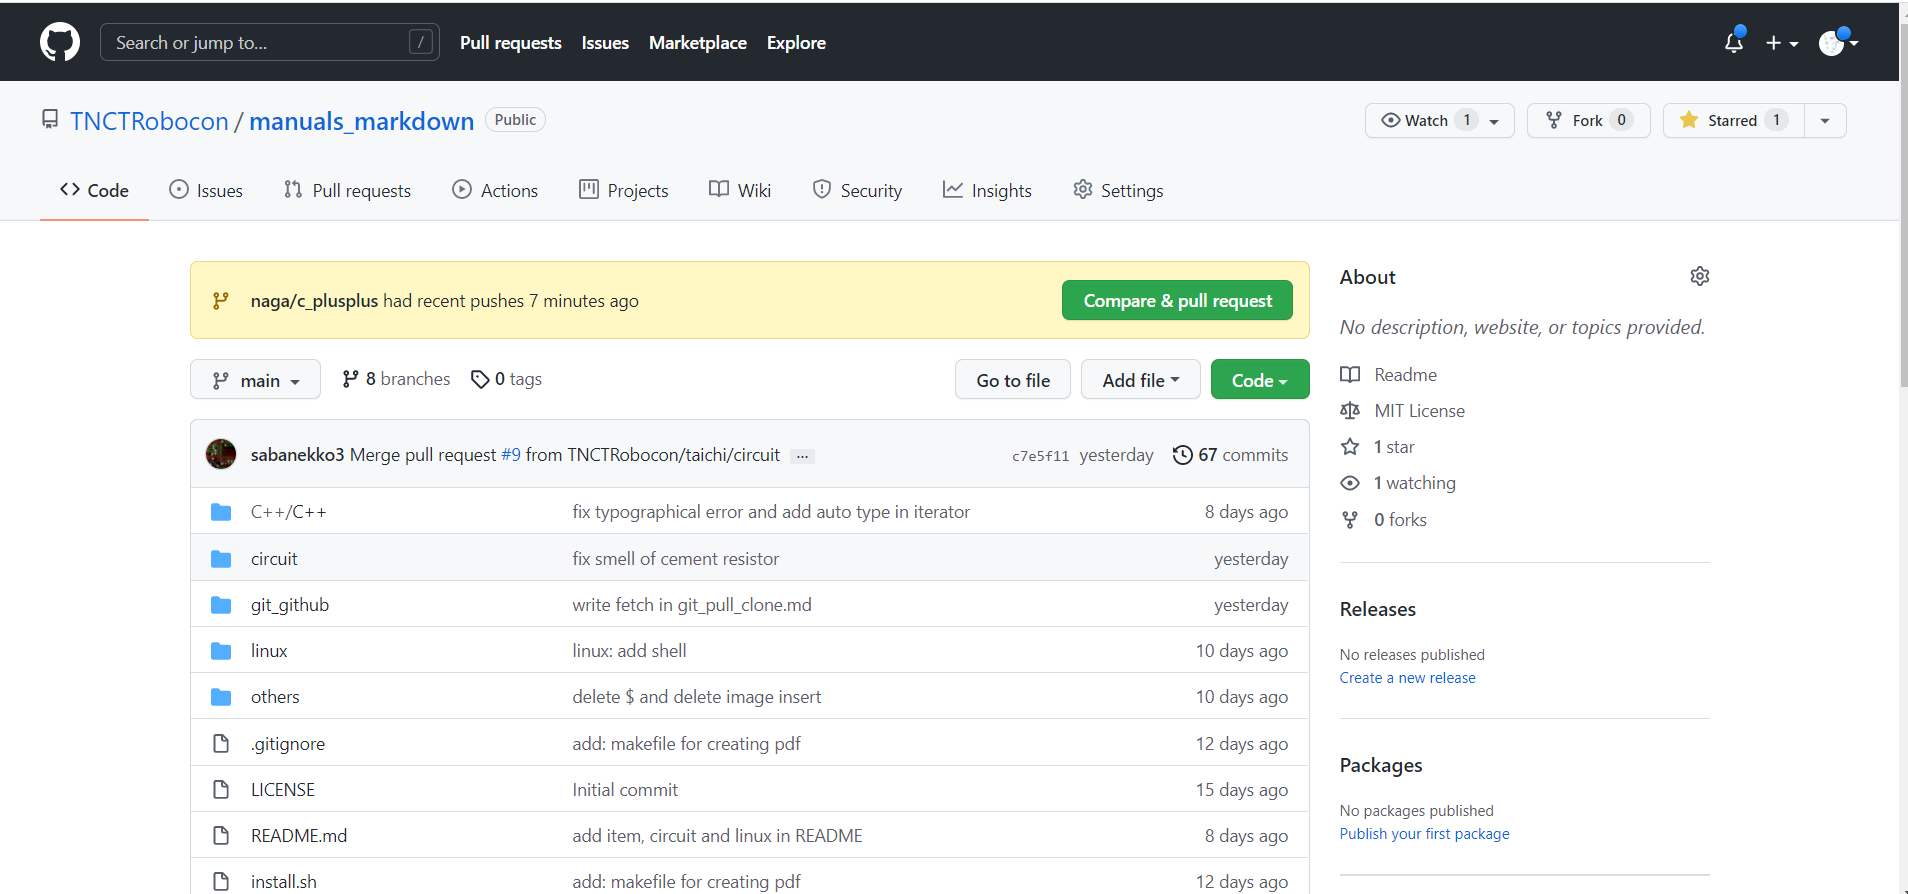 Search or jump to... / Pull requests Issues Marketplace Explore
TNCTRobocon / manuals_markdown Public Watch 1 Fork 0 Starred 1
Code Issues Pull requests Actions Projects Wiki Security Insights Settings
naga/c_plusplus had recent pushes 7 minutes ago Compare & pull request
main 8 branches 0 tags Go to file Add file Code
sabanekko3 Merge pull request #9 from TNCTRobocon/taichi/circuit ... c7e5f11 yesterday 67 commits
C++/C++ fix typographical error and add auto type in iterator 8 days ago
circuit fix smell of cement resistor yesterday
git_github write fetch in git_pull_clone.md yesterday
linux linux: add shell 10 days ago
others delete $ and delete image insert 10 days ago
.gitignore add: makefile for creating pdf 12 days ago
LICENSE Initial commit 15 days ago
README.md add item, circuit and linux in README 8 days ago
install.sh add: makefile for creating pdf 12 days ago
About
No description, website, or topics provided.
Readme
MIT License
1 star
1 watching
0 forks
Releases
No releases published
Create a new release
Packages
No packages published
Publish your first package